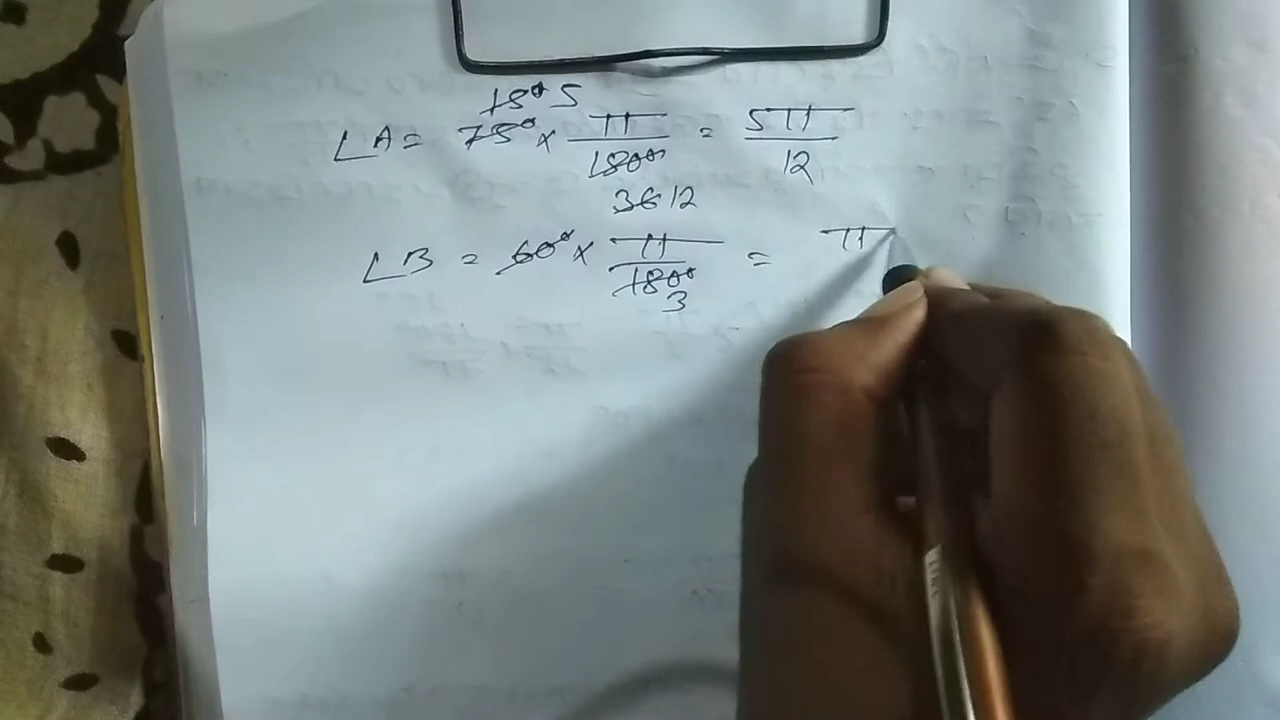 15° 5
∠A = 75° × π/180° = 5π/12
36 12
∠B = 60° × π/180° = π
3